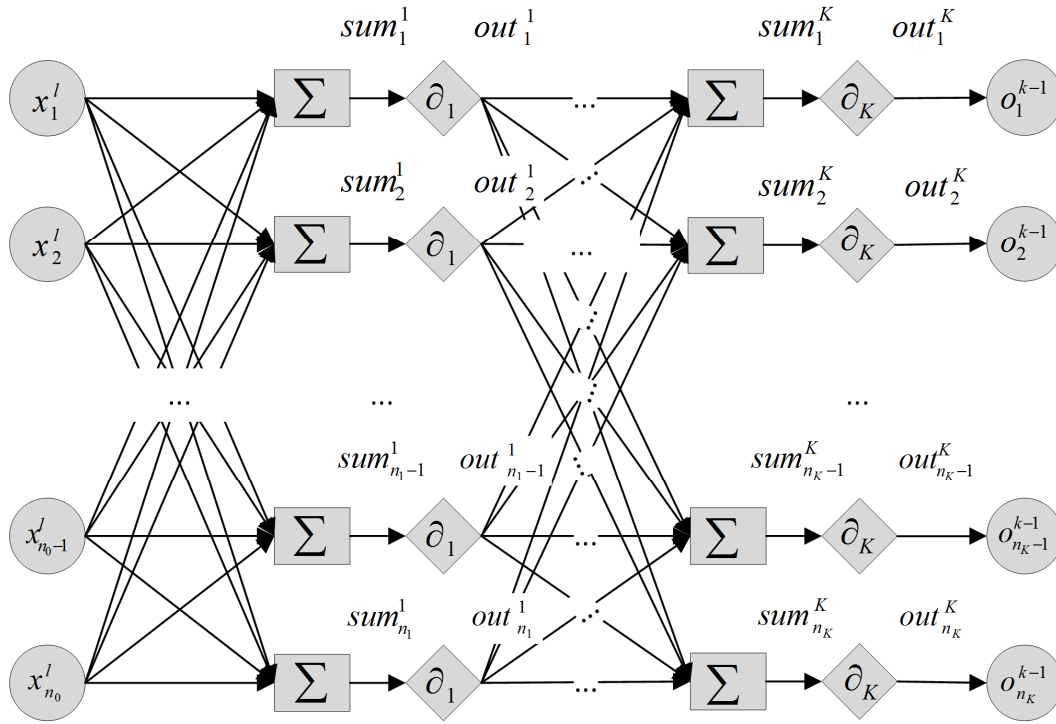 sum_1^1 out_1^1 sum_1^K out_1^K
x_1^l Σ ∂_1 ... Σ ∂_K o_1^{k-1}
sum_2^1 out_2^1 ... sum_2^K out_2^K
x_2^l Σ ∂_1 ... Σ ∂_K o_2^{k-1}
...
... ... ... ...
sum_{n_1-1}^1 out_{n_1-1}^1 ... sum_{n_K-1}^K out_{n_K-1}^K
x_{n_0-1}^l Σ ∂_1 ... Σ ∂_K o_{n_K-1}^{k-1}
sum_{n_1}^1 out_{n_1}^1 ... sum_{n_K}^K out_{n_K}^K
x_{n_0}^l Σ ∂_1 ... Σ ∂_K o_{n_K}^{k-1}